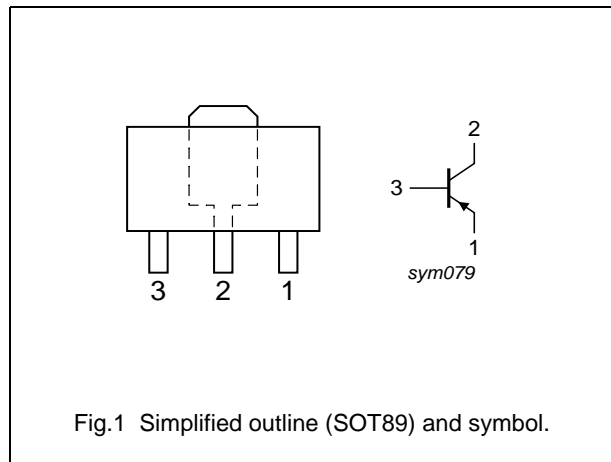 2
3
1
sym079
3 2 1
Fig.1 Simplified outline (SOT89) and symbol.